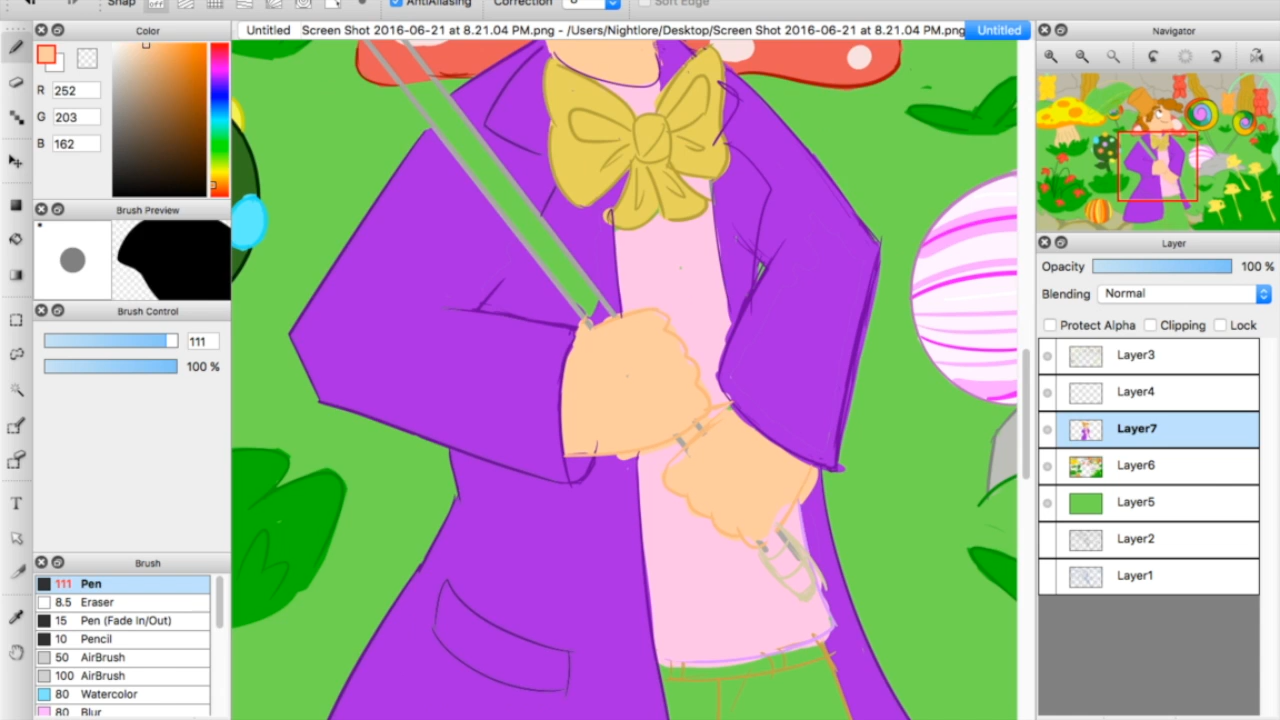 Snap off AntiAliasing Correction Soft Edge
Untitled Screen Shot 2016-06-21 at 8.21.04 PM.png - /Users/Nightlore/Desktop/Screen Shot 2016-06-21 at 8.21.04 PM.png Untitled
Color
R 252
G 203
B 162
Brush Preview
Brush Control
111
100 %
Brush
111 Pen
8.5 Eraser
15 Pen (Fade In/Out)
10 Pencil
50 AirBrush
100 AirBrush
80 Watercolor
80 Blur
T
Navigator
Layer
Opacity 100 %
Blending Normal
Protect Alpha Clipping Lock
Layer3
Layer4
Layer7
Layer6
Layer5
Layer2
Layer1